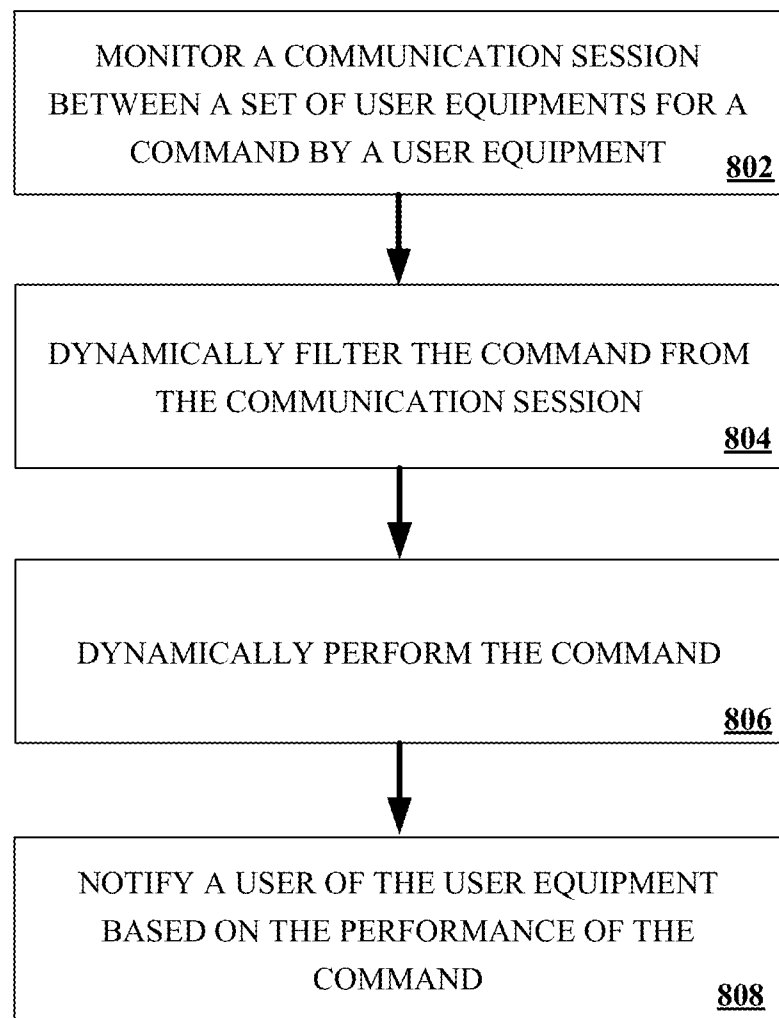 MONITOR A COMMUNICATION SESSION
BETWEEN A SET OF USER EQUIPMENTS FOR A
COMMAND BY A USER EQUIPMENT
802
DYNAMICALLY FILTER THE COMMAND FROM
THE COMMUNICATION SESSION
804
DYNAMICALLY PERFORM THE COMMAND
806
NOTIFY A USER OF THE USER EQUIPMENT
BASED ON THE PERFORMANCE OF THE
COMMAND
808